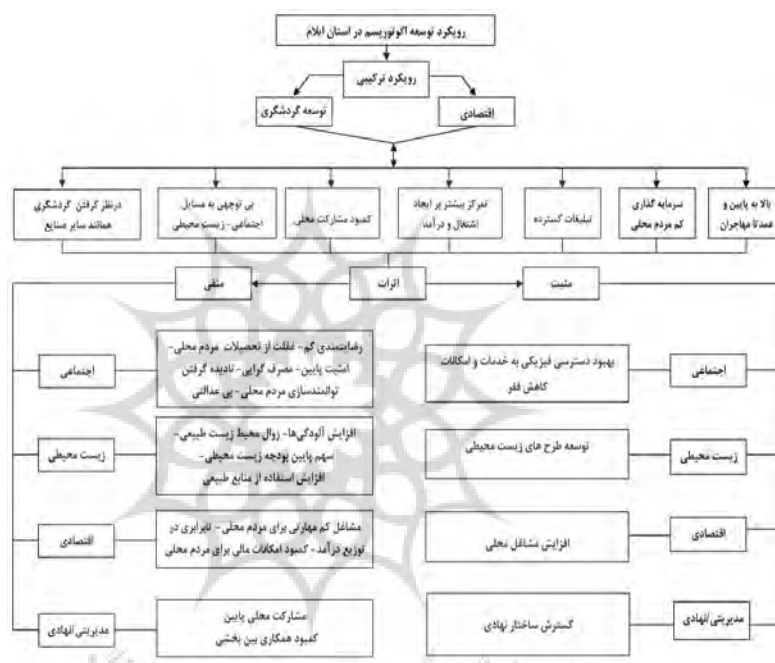 رویکرد توسعه اکوتوریسم در استان ایلام
رویکرد ترکیبی
اقتصادی
توسعه گردشگری
بالا به پایین و
عمدتا مهاجران
سرمایه گذاری
کم مردم محلی
تبلیغات گسترده
تمرکز بیشتر بر ایجاد
اشتغال و درآمد
کمبود مشارکت محلی
بی توجهی به مسایل
اجتماعی- زیست محیطی
درنظر گرفتن گردشگری
همانند سایر صنایع
مثبت
اثرات
منفی
اجتماعی
بهبود دسترسی فیزیکی به خدمات و امکانات
کاهش فقر
رضایتمندی کم- غفلت از تحصیلات مردم محلی-
امنیت پایین- مصرف گرایی- نادیده گرفتن
توانمندسازی مردم محلی- بی عدالتی
اجتماعی
زیست محیطی
توسعه طرح های زیست محیطی
افزایش آلودگی‌ها- زوال محیط زیست طبیعی-
سهم پایین بودجه زیست محیطی-
افزایش استفاده از منابع طبیعی
زیست محیطی
اقتصادی
افزایش مشاغل محلی
مشاغل کم مهارتی برای مردم محلی- نابرابری در
توزیع درآمد- کمبود امکانات مالی برای مردم محلی
اقتصادی
مدیریتی/نهادی
گسترش ساختار نهادی
مشارکت محلی پایین
کمبود همکاری بین بخشی
مدیریتی/نهادی